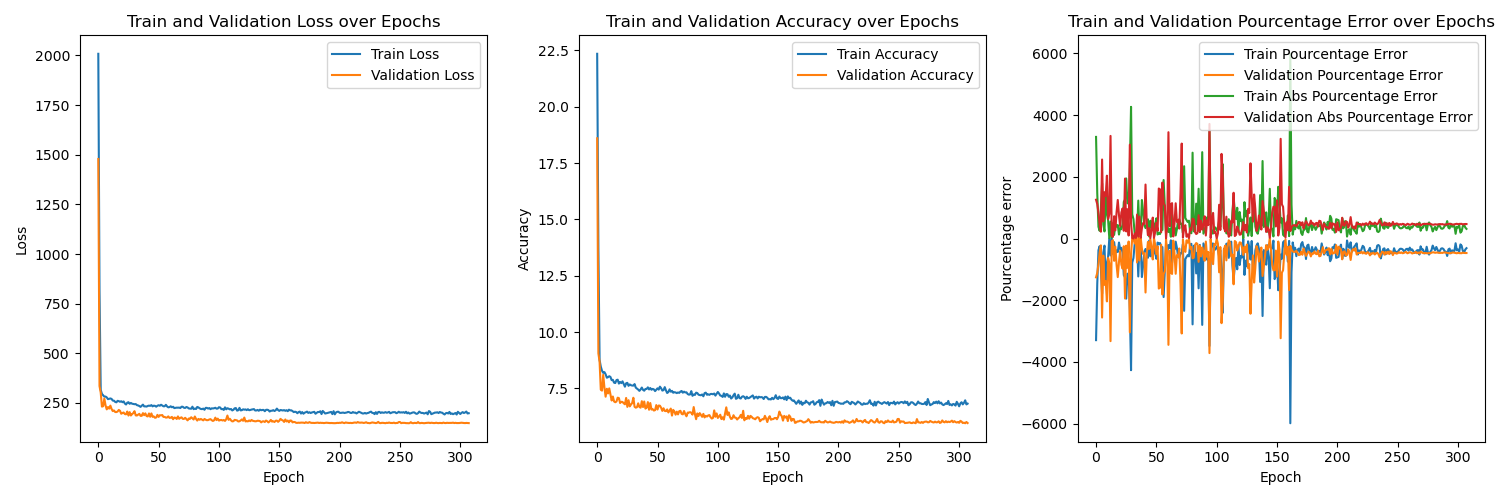 Train and Validation Loss over Epochs
Train Loss
Validation Loss
2000
1750
1500
1250
1000
750
500
250
Loss
0 50 100 150 200 250 300
Epoch
Train and Validation Accuracy over Epochs
Train Accuracy
Validation Accuracy
22.5
20.0
17.5
15.0
12.5
10.0
7.5
Accuracy
0 50 100 150 200 250 300
Epoch
Train and Validation Pourcentage Error over Epochs
Train Pourcentage Error
Validation Pourcentage Error
Train Abs Pourcentage Error
Validation Abs Pourcentage Error
6000
4000
2000
0
−2000
−4000
−6000
Pourcentage error
0 50 100 150 200 250 300
Epoch